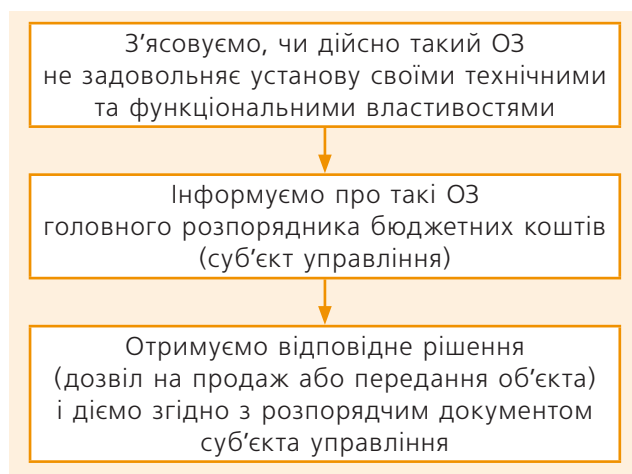 З'ясовуємо, чи дійсно такий ОЗ
не задовольняє установу своїми технічними
та функціональними властивостями
Інформуємо про такі ОЗ
головного розпорядника бюджетних коштів
(суб'єкт управління)
Отримуємо відповідне рішення
(дозвіл на продаж або передання об'єкта)
і діємо згідно з розпорядчим документом
суб'єкта управління